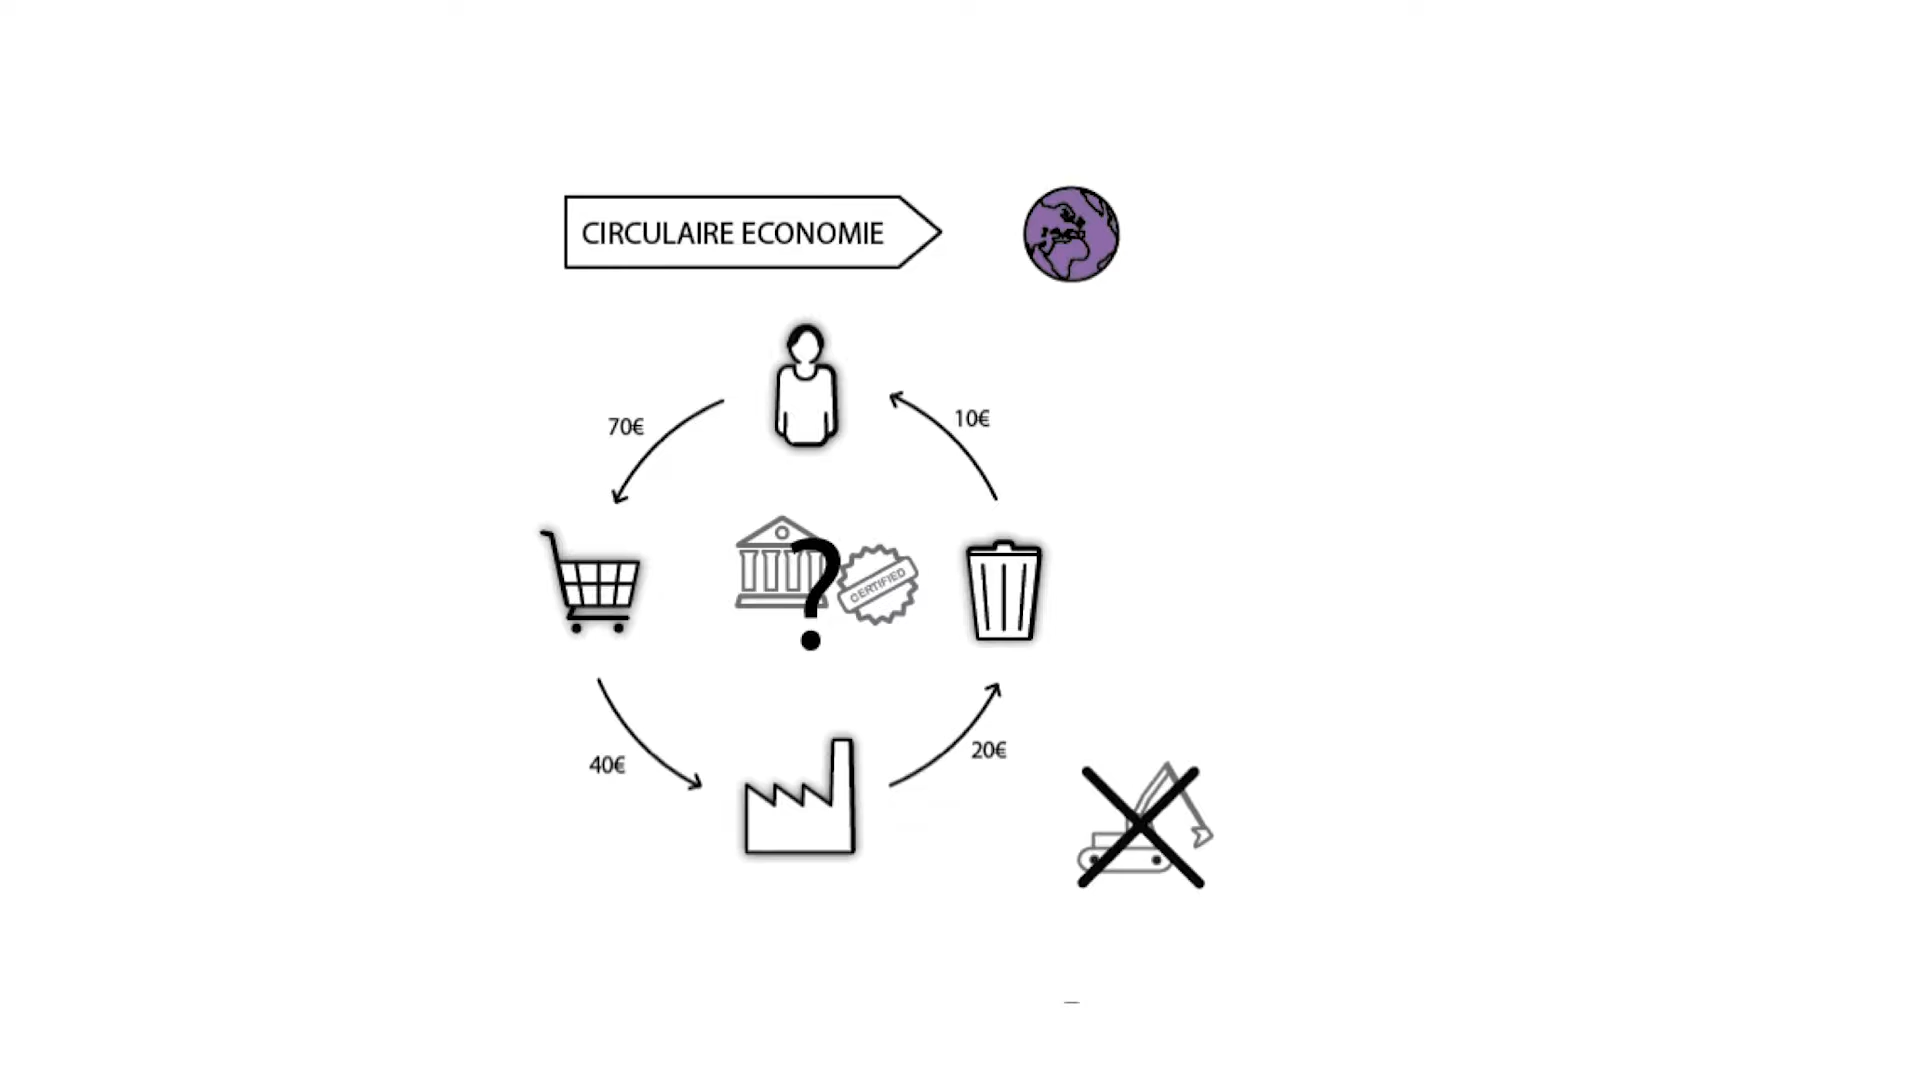 CIRCULAIRE ECONOMIE
70€
10€
?
CERTIFIED
40€
20€